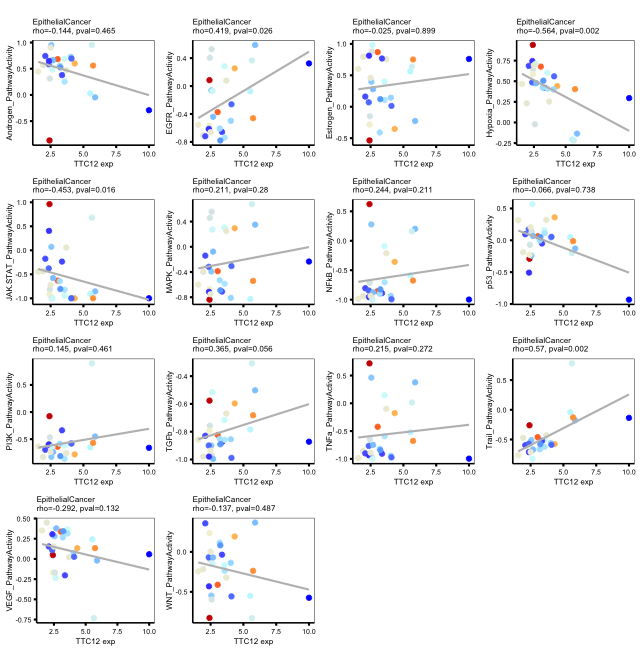 EpithelialCancer
rho=-0.144, pval=0.465
Androgen_PathwayActivity
1.0
0.5
0.0
-0.5
2.5 5.0 7.5 10.0
TTC12 exp
EpithelialCancer
rho=0.419, pval=0.026
EGFR_PathwayActivity
0.4
0.0
-0.4
-0.8
2.5 5.0 7.5 10.0
TTC12 exp
EpithelialCancer
rho=-0.025, pval=0.899
Estrogen_PathwayActivity
1.0
0.5
0.0
-0.5
2.5 5.0 7.5 10.0
TTC12 exp
EpithelialCancer
rho=-0.564, pval=0.002
Hypoxia_PathwayActivity
1.00
0.75
0.50
0.25
0.00
-0.25
2.5 5.0 7.5 10.0
TTC12 exp
EpithelialCancer
rho=-0.453, pval=0.016
JAK-STAT_PathwayActivity
1.0
0.5
0.0
-0.5
-1.0
2.5 5.0 7.5 10.0
TTC12 exp
EpithelialCancer
rho=0.211, pval=0.28
MAPK_PathwayActivity
0.4
0.0
-0.4
-0.8
2.5 5.0 7.5 10.0
TTC12 exp
EpithelialCancer
rho=0.244, pval=0.211
NFkB_PathwayActivity
0.5
0.0
-0.5
-1.0
2.5 5.0 7.5 10.0
TTC12 exp
EpithelialCancer
rho=-0.066, pval=0.738
p53_PathwayActivity
0.5
0.0
-0.5
-1.0
2.5 5.0 7.5 10.0
TTC12 exp
EpithelialCancer
rho=0.145, pval=0.461
PI3K_PathwayActivity
0.5
0.0
-0.5
2.5 5.0 7.5 10.0
TTC12 exp
EpithelialCancer
rho=0.365, pval=0.056
TGFb_PathwayActivity
-0.4
-0.6
-0.8
-1.0
2.5 5.0 7.5 10.0
TTC12 exp
EpithelialCancer
rho=0.215, pval=0.272
TNFa_PathwayActivity
0.5
0.0
-0.5
-1.0
2.5 5.0 7.5 10.0
TTC12 exp
EpithelialCancer
rho=0.57, pval=0.002
Trail_PathwayActivity
0.5
0.0
-0.5
2.5 5.0 7.5 10.0
TTC12 exp
EpithelialCancer
rho=-0.292, pval=0.132
VEGF_PathwayActivity
0.50
0.25
0.00
-0.25
-0.50
-0.75
2.5 5.0 7.5 10.0
TTC12 exp
EpithelialCancer
rho=-0.137, pval=0.487
WNT_PathwayActivity
0.0
-0.5
2.5 5.0 7.5 10.0
TTC12 exp